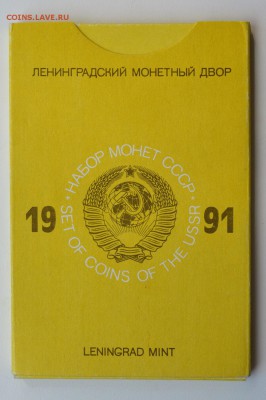 COINS.LAVE.RU
ЛЕНИНГРАДСКИЙ МОНЕТНЫЙ ДВОР
НАБОР МОНЕТ СССР
19 91
SET OF COINS OF THE USSR
LENINGRAD MINT